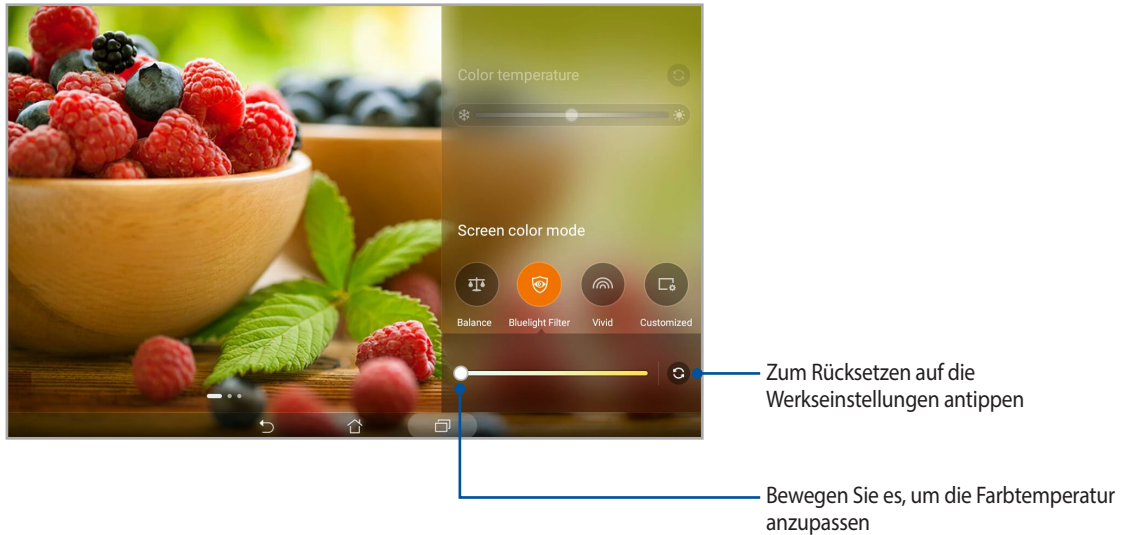 Color temperature
Screen color mode
Balance
Bluelight Filter
Vivid
Customized
Zum Rücksetzen auf die
Werkseinstellungen antippen
Bewegen Sie es, um die Farbtemperatur
anzupassen